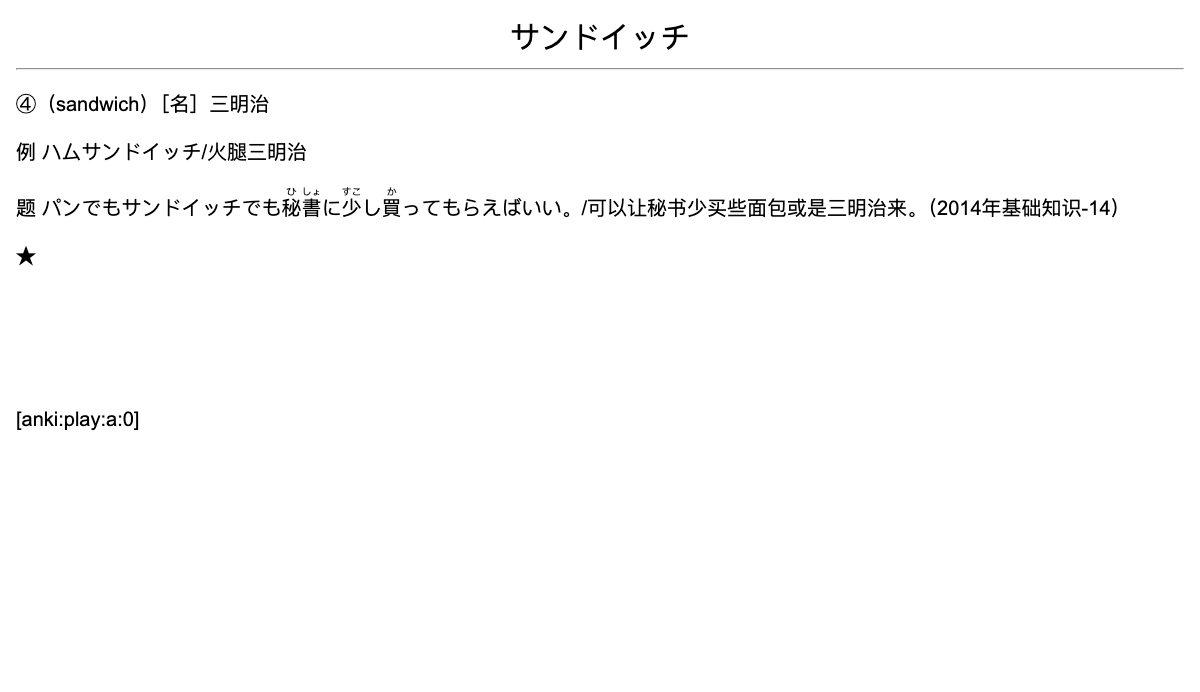 サンドイッチ
④（sandwich）［名］三明治
例 ハムサンドイッチ/火腿三明治
ひ しょ すこ か
题 パンでもサンドイッチでも秘書に少し買ってもらえばいい。/可以让秘书少买些面包或是三明治来。（2014年基础知识-14）
★
[anki:play:a:0]